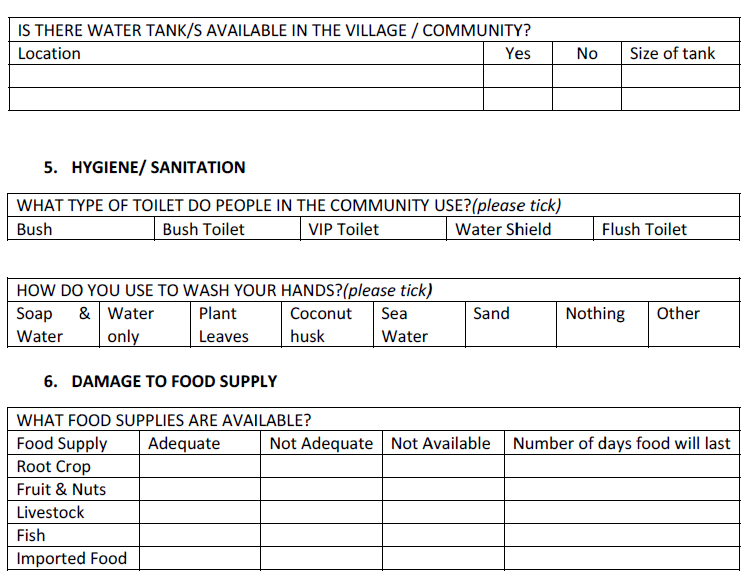 IS THERE WATER TANK/S AVAILABLE IN THE VILLAGE / COMMUNITY?
Location Yes No Size of tank
5. HYGIENE/ SANITATION
WHAT TYPE OF TOILET DO PEOPLE IN THE COMMUNITY USE?(please tick)
Bush Bush Toilet VIP Toilet Water Shield Flush Toilet
HOW DO YOU USE TO WASH YOUR HANDS?(please tick)
Soap & Water Plant Coconut Sea Sand Nothing Other
Water only Leaves husk Water
6. DAMAGE TO FOOD SUPPLY
WHAT FOOD SUPPLIES ARE AVAILABLE?
Food Supply Adequate Not Adequate Not Available Number of days food will last
Root Crop
Fruit & Nuts
Livestock
Fish
Imported Food